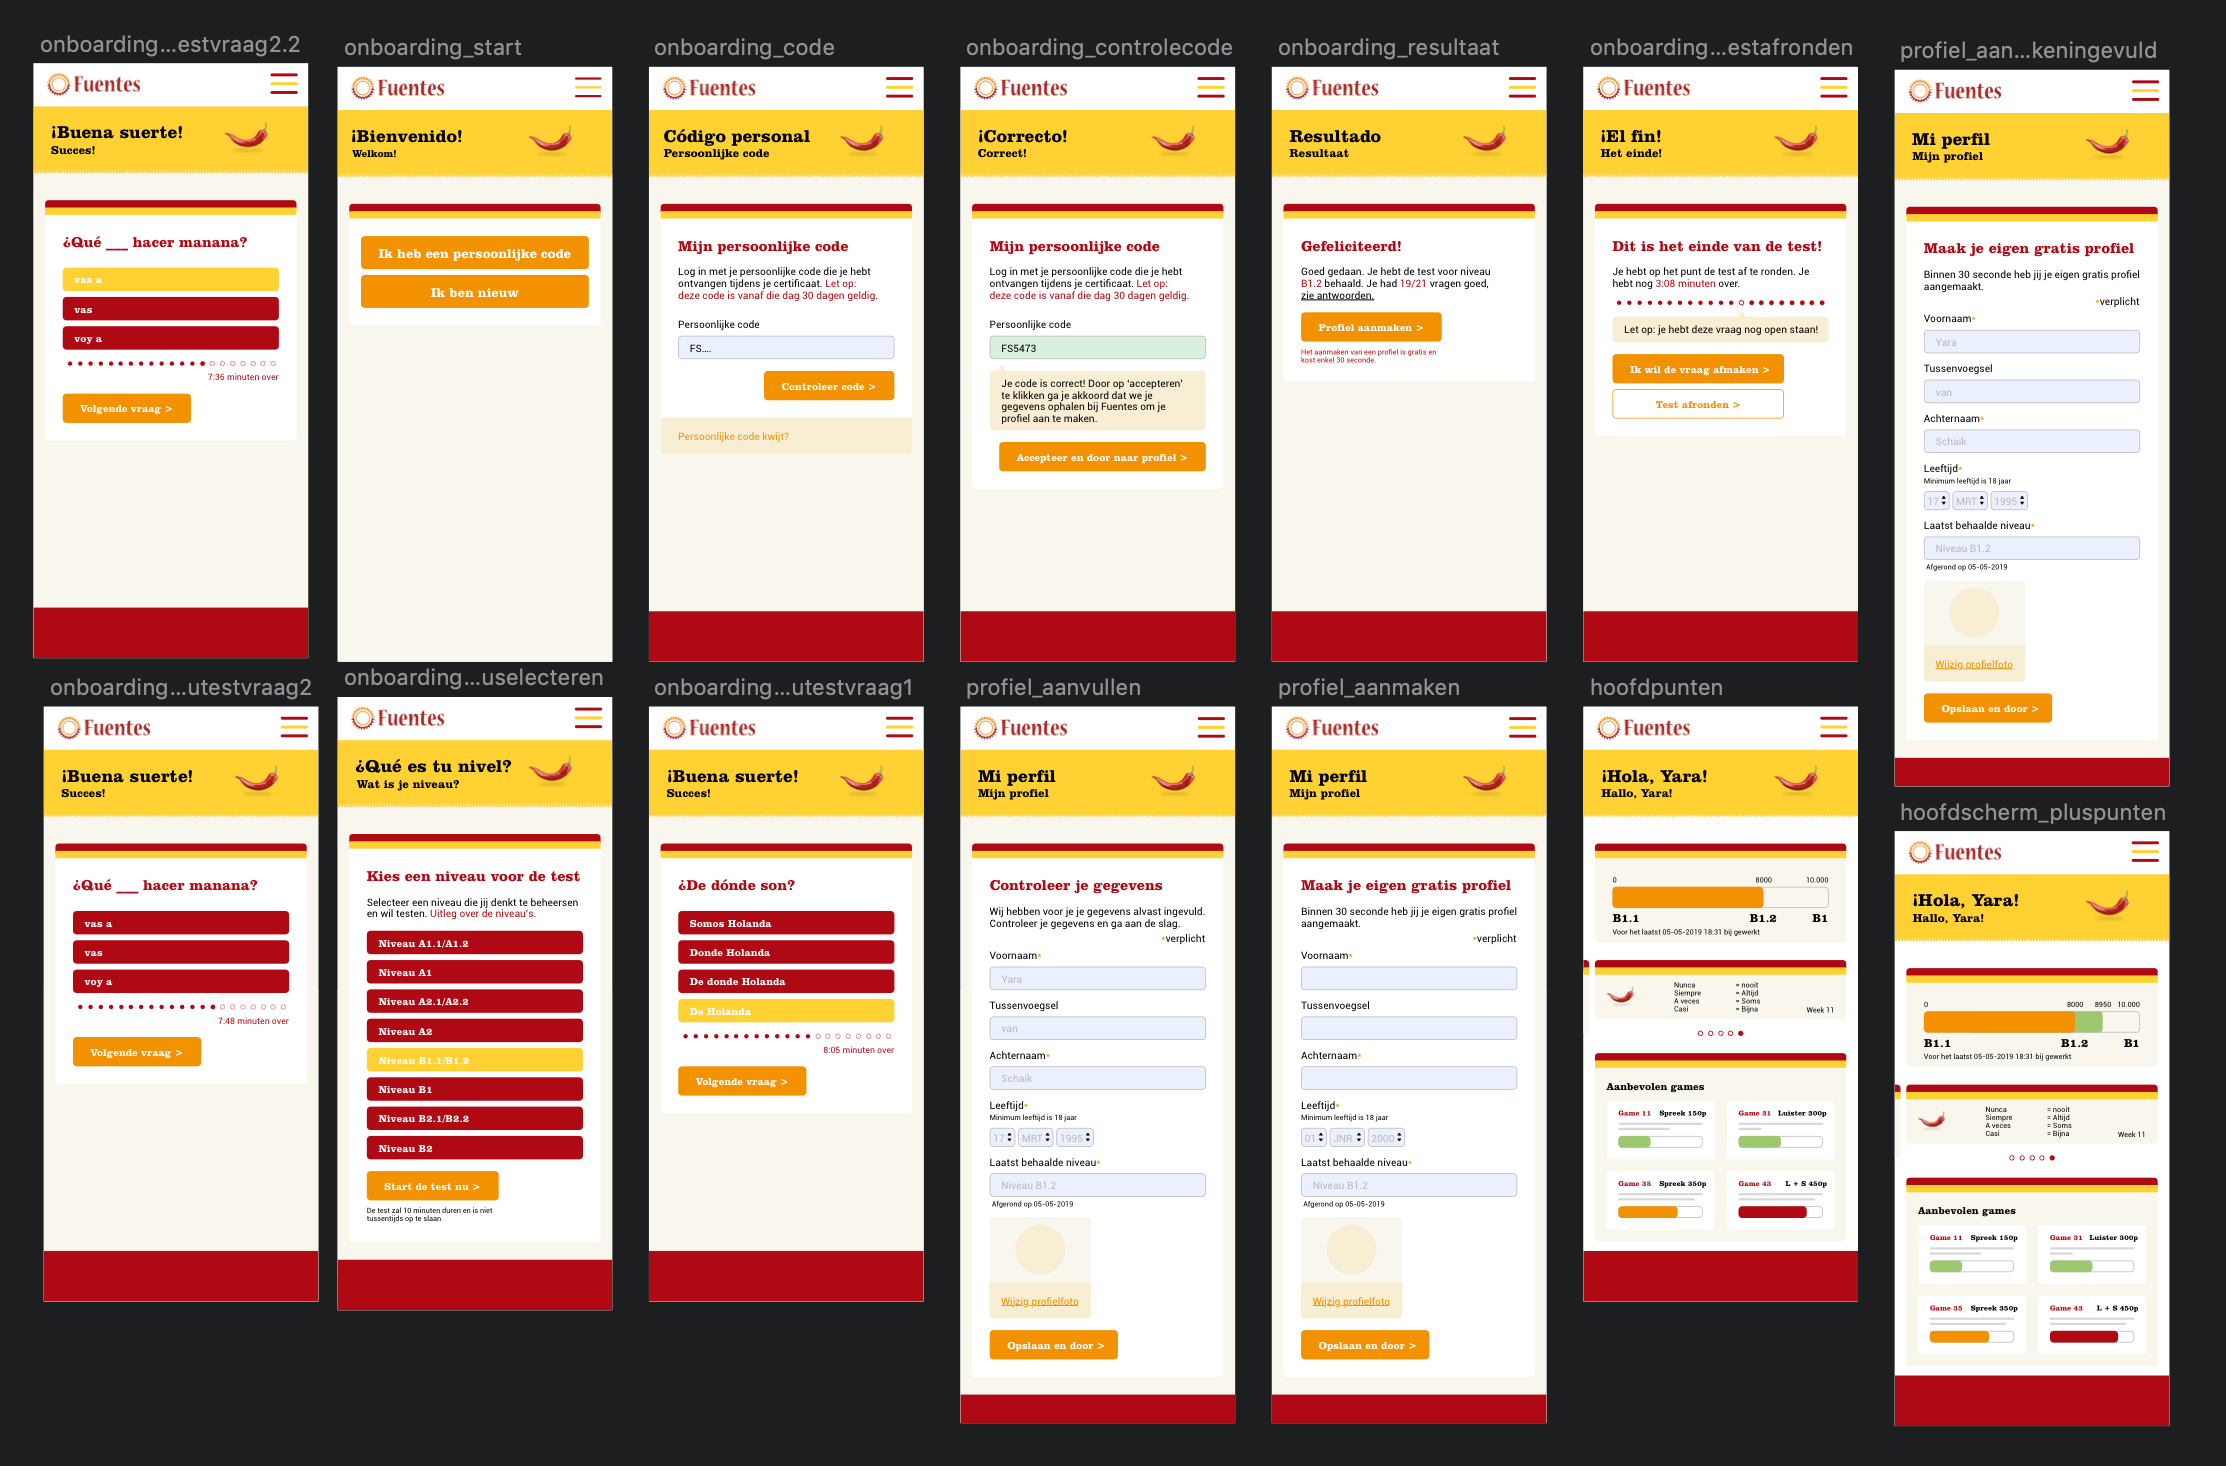 onboarding...estvraag2.2
Fuentes
¡Buena suerte!
Succes!
¿Qué ___ hacer manana?
vas a
vas
voy a
7:36 minuten over
Volgende vraag >
onboarding_start
Fuentes
¡Bienvenido!
Welkom!
Ik heb een persoonlijke code
Ik ben nieuw
onboarding_code
Fuentes
Código personal
Persoonlijke code
Mijn persoonlijke code
Log in met je persoonlijke code die je hebt
ontvangen tijdens je certificaat. Let op:
deze code is vanaf die dag 30 dagen geldig.
Persoonlijke code
FS....
Controleer code >
Persoonlijke code kwijt?
onboarding_controlecode
Fuentes
¡Correcto!
Correct!
Mijn persoonlijke code
Log in met je persoonlijke code die je hebt
ontvangen tijdens je certificaat. Let op:
deze code is vanaf die dag 30 dagen geldig.
Persoonlijke code
FS5473
Je code is correct! Door op ‘accepteren’
te klikken ga je akkoord dat we je
gegevens ophalen bij Fuentes om je
profiel aan te maken.
Accepteer en door naar profiel >
onboarding_resultaat
Fuentes
Resultado
Resultaat
Gefeliciteerd!
Goed gedaan. Je hebt de test voor niveau
B1.2 behaald. Je had 19/21 vragen goed,
zie antwoorden.
Profiel aanmaken >
Het aanmaken van een profiel is gratis en
kost enkel 30 seconde.
onboarding...estafronden
Fuentes
¡El fin!
Het einde!
Dit is het einde van de test!
Je hebt op het punt de test af te ronden. Je
hebt nog 3:08 minuten over.
Let op: je hebt deze vraag nog open staan!
Ik wil de vraag afmaken >
Test afronden >
profiel_aan...keningevuld
Fuentes
Mi perfil
Mijn profiel
Maak je eigen gratis profiel
Binnen 30 seconde heb jij je eigen gratis profiel
aangemaakt.
*verplicht
Voornaam*
Yara
Tussenvoegsel
van
Achternaam*
Schaik
Leeftijd*
Minimum leeftijd is 18 jaar
17 MRT 1995
Laatst behaalde niveau*
Niveau B1.2
Afgerond op 05-05-2019
Wijzig profielfoto
Opslaan en door >
onboarding...utestvraag2
Fuentes
¡Buena suerte!
Succes!
¿Qué ___ hacer manana?
vas a
vas
voy a
7:48 minuten over
Volgende vraag >
onboarding...uselecteren
Fuentes
¿Qué es tu nivel?
Wat is je niveau?
Kies een niveau voor de test
Selecteer een niveau die jij denkt te beheersen
en wil testen. Uitleg over de niveau's.
Niveau A1.1/A1.2
Niveau A1
Niveau A2.1/A2.2
Niveau A2
Niveau B1.1/B1.2
Niveau B1
Niveau B2.1/B2.2
Niveau B2
Start de test nu >
De test zal 10 minuten duren en is niet
tussentijds op te slaan
onboarding...utestvraag1
Fuentes
¡Buena suerte!
Succes!
¿De dónde son?
Somos Holanda
Donde Holanda
De donde Holanda
De Holanda
8:05 minuten over
Volgende vraag >
profiel_aanvullen
Fuentes
Mi perfil
Mijn profiel
Controleer je gegevens
Wij hebben voor je je gegevens alvast ingevuld.
Controleer je gegevens en ga aan de slag.
*verplicht
Voornaam*
Yara
Tussenvoegsel
van
Achternaam*
Schaik
Leeftijd*
Minimum leeftijd is 18 jaar
17 MRT 1995
Laatst behaalde niveau*
Niveau B1.2
Afgerond op 05-05-2019
Wijzig profielfoto
Opslaan en door >
profiel_aanmaken
Fuentes
Mi perfil
Mijn profiel
Maak je eigen gratis profiel
Binnen 30 seconde heb jij je eigen gratis profiel
aangemaakt.
*verplicht
Voornaam*
Tussenvoegsel
Achternaam*
Leeftijd*
Minimum leeftijd is 18 jaar
01 JNR 2000
Laatst behaalde niveau*
Niveau B1.2
Afgerond op 05-05-2019
Wijzig profielfoto
Opslaan en door >
hoofdpunten
Fuentes
¡Hola, Yara!
Hallo, Yara!
0 8000 10.000
B1.1 B1.2 B1
Voor het laatst 05-05-2019 18:31 bij gewerkt
Nunca = nooit
Siempre = Altijd
A veces = Soms
Casi = Bijna
Week 11
Aanbevolen games
Game 11 Spreek 150p
Game 31 Luister 300p
Game 35 Spreek 350p
Game 43 L + S 450p
hoofdscherm_pluspunten
Fuentes
¡Hola, Yara!
Hallo, Yara!
0 8000 8950 10.000
B1.1 B1.2 B1
Voor het laatst 05-05-2019 18:31 bij gewerkt
Nunca = nooit
Siempre = Altijd
A veces = Soms
Casi = Bijna
Week 11
Aanbevolen games
Game 11 Spreek 150p
Game 31 Luister 300p
Game 35 Spreek 350p
Game 43 L + S 450p